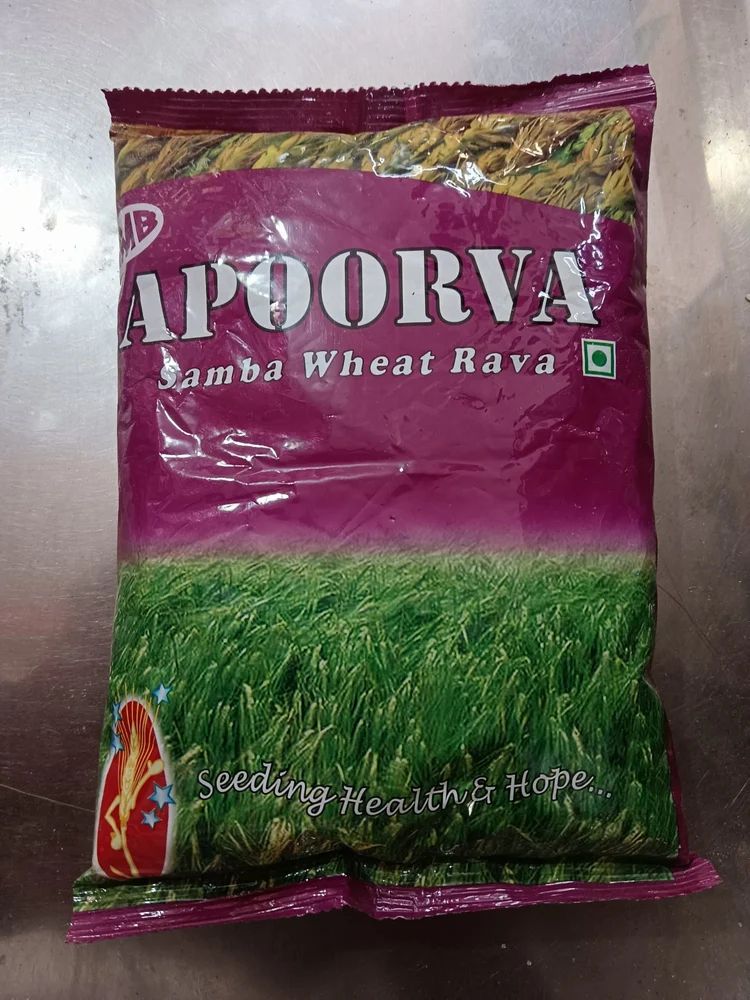 APOORVA
Samba Wheat Rava
Seeding Health & Hope...